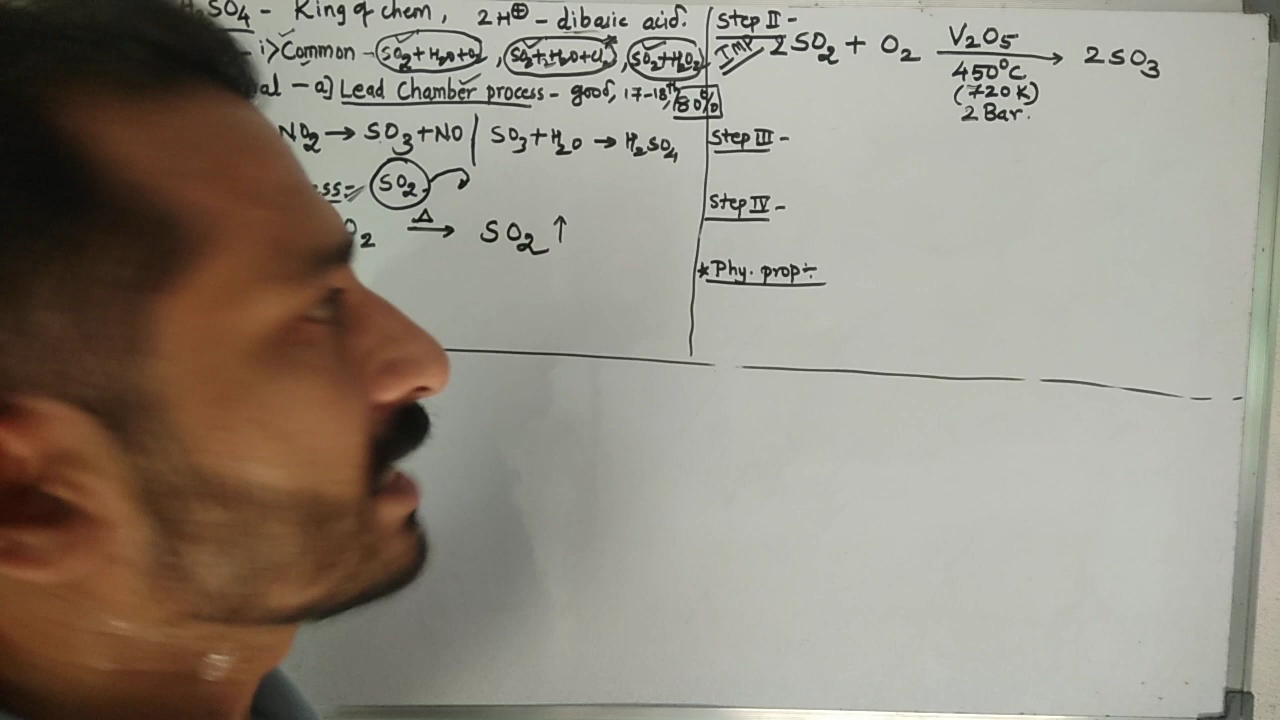 SO4 - King of chem, 2H⊕ - dibasic acid.
i> Common - SO2 + H2O + O2, SO2 + H2O + Cl2*, SO2 + H2O2
al - a] Lead Chamber process - good, 17-18th, 80%
NO2 → SO3 + NO | SO3 + H2O → H2SO4
ss:- SO2
O2 Δ→ SO2 ↑
Step II -
IMP 2SO2 + O2 V2O5→ 2SO3
450°C
(720K)
2 Bar.
Step III -
Step IV -
* Phy. prop÷